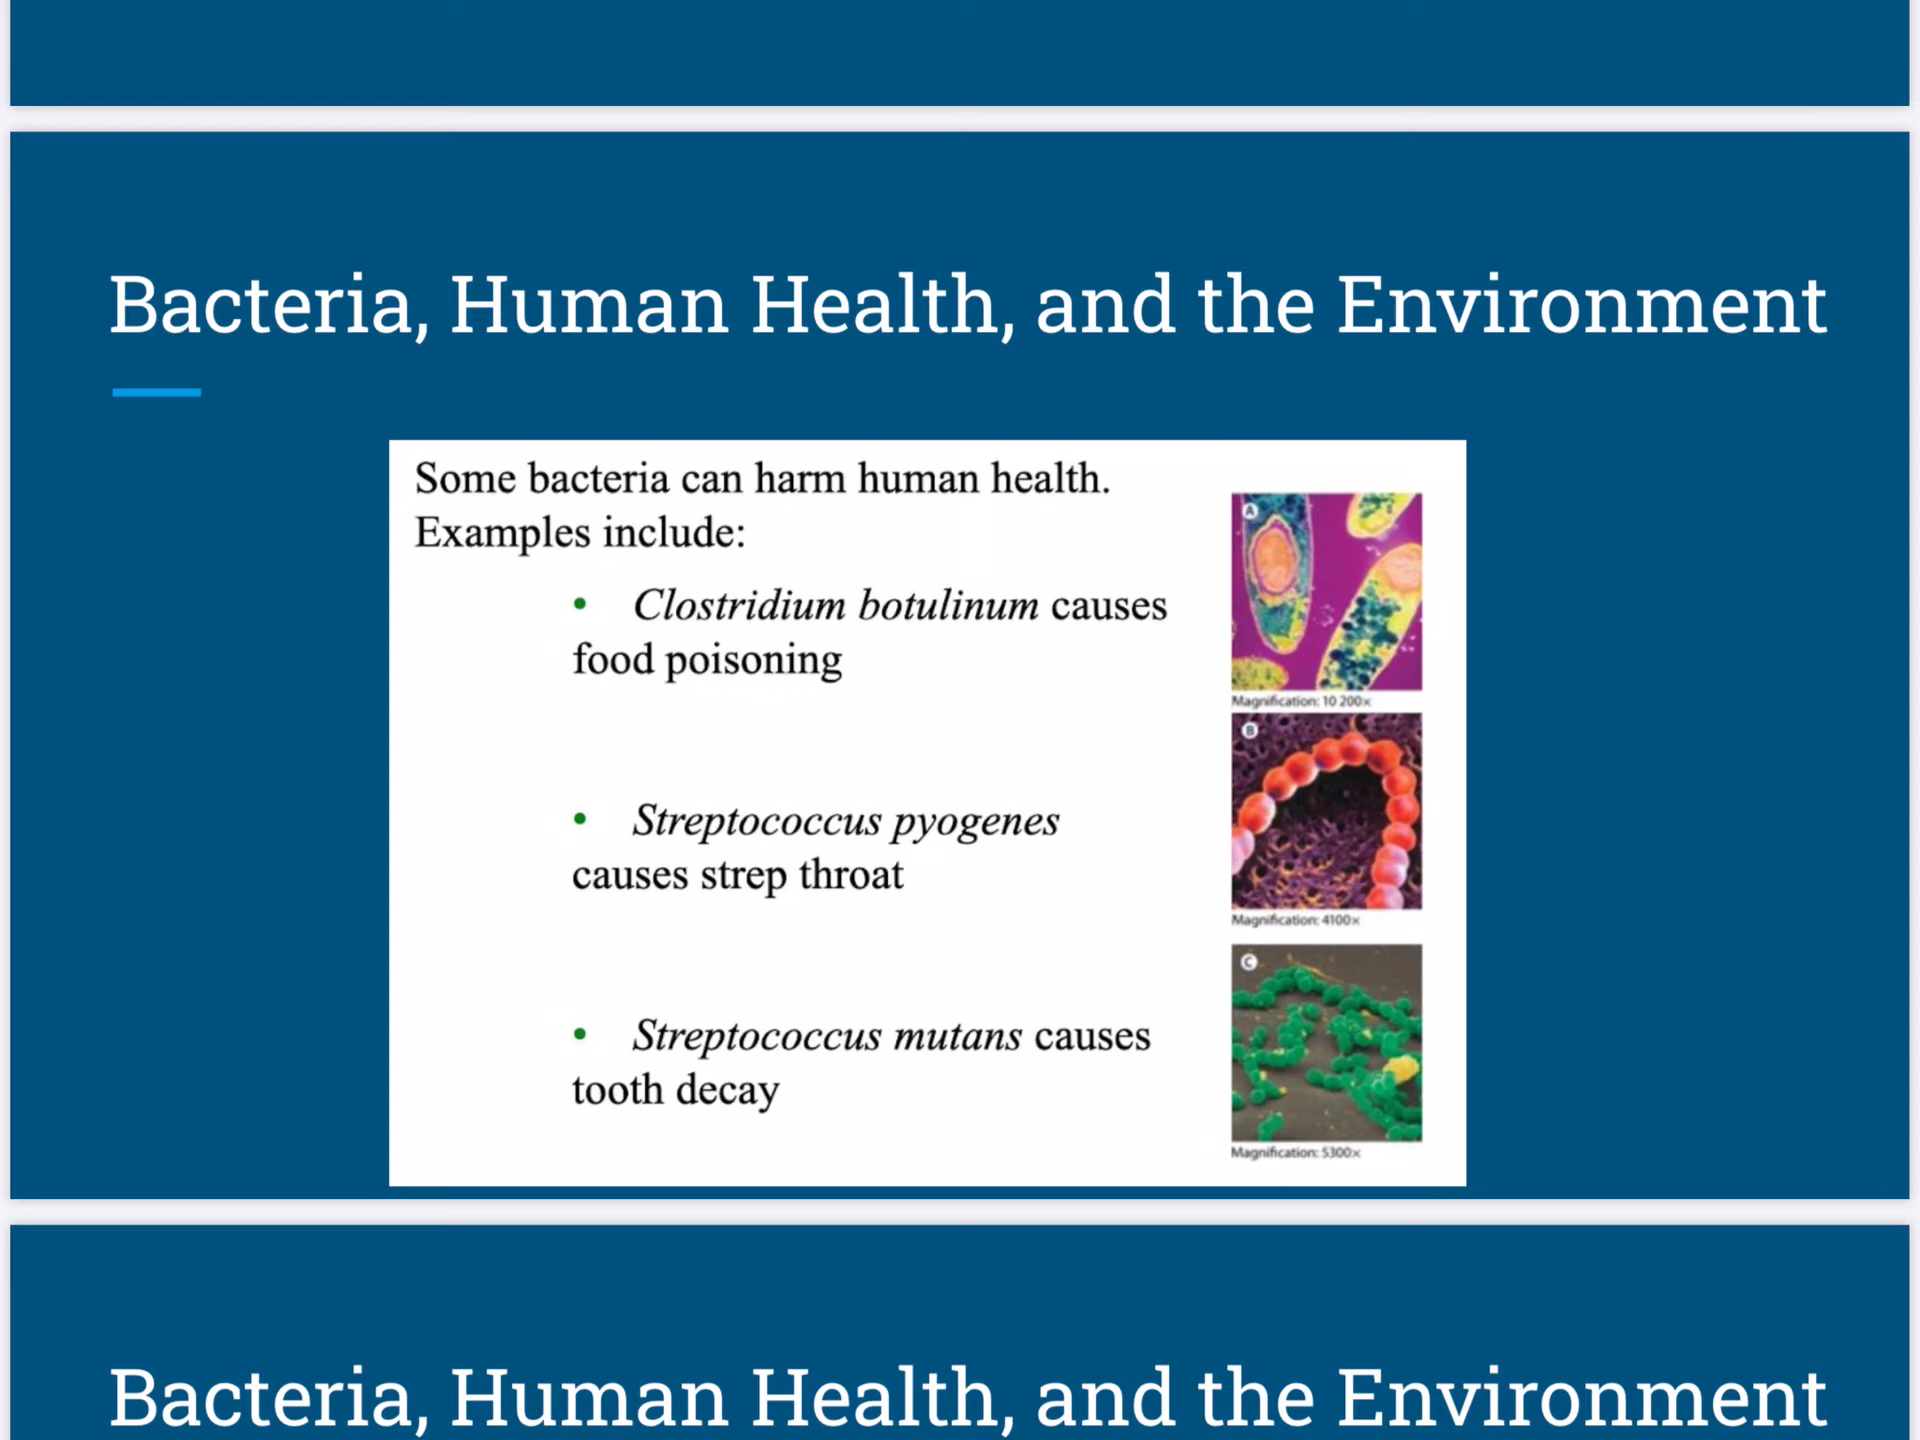 Bacteria, Human Health, and the Environment
Some bacteria can harm human health.
Examples include:
• Clostridium botulinum causes
food poisoning
• Streptococcus pyogenes
causes strep throat
• Streptococcus mutans causes
tooth decay
A
Magnification: 10 200×
B
Magnification: 4100×
C
Magnification: 5300×
Bacteria, Human Health, and the Environment